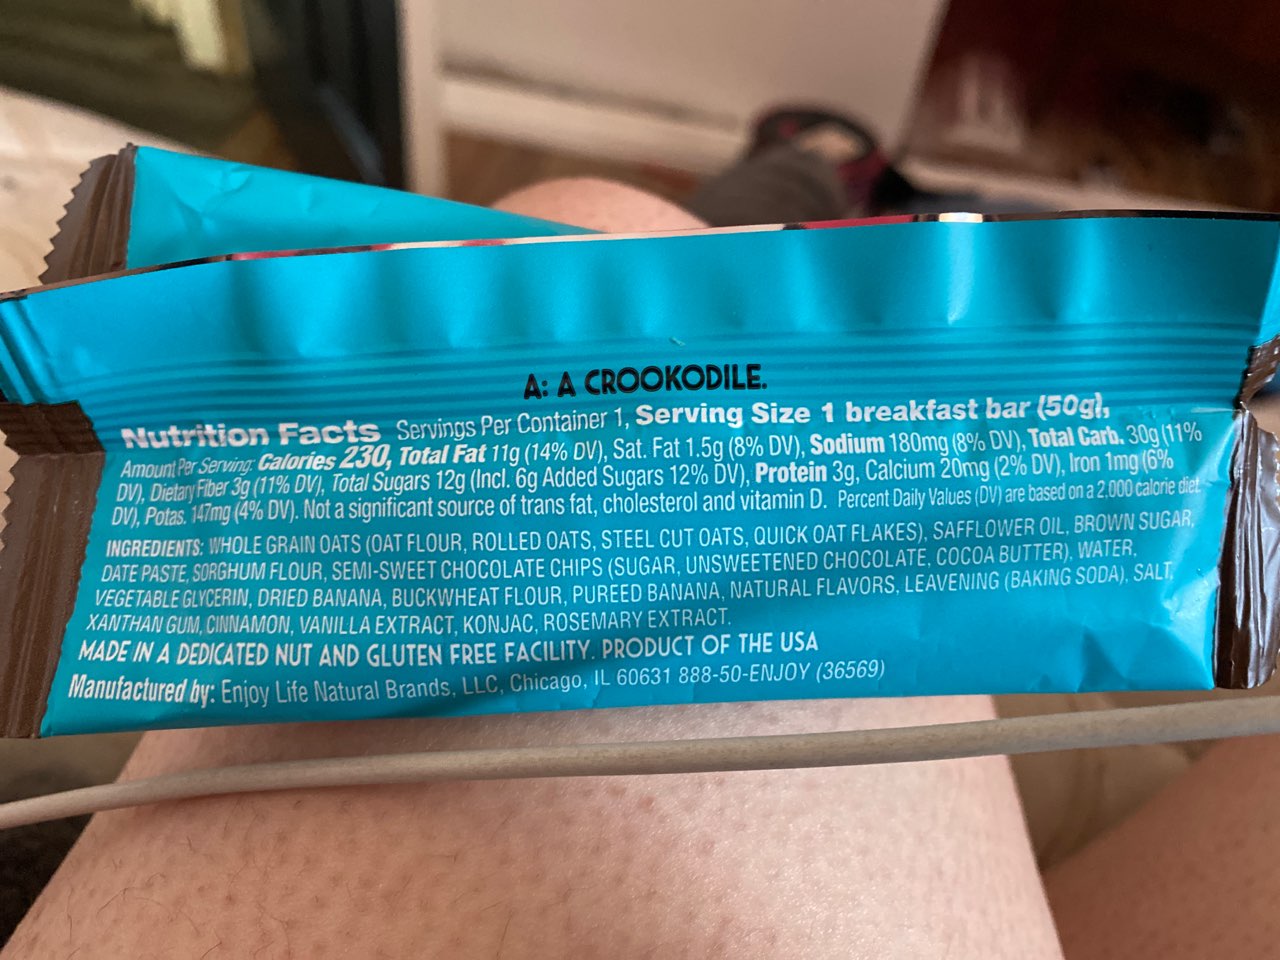 A: A CROOKODILE.
Nutrition Facts Servings Per Container 1, Serving Size 1 breakfast bar (50g),
Amount Per Serving: Calories 230, Total Fat 11g (14% DV), Sat. Fat 1.5g (8% DV), Sodium 180mg (8% DV), Total Carb. 30g (11%
DV), Dietary Fiber 3g (11% DV), Total Sugars 12g (Incl. 6g Added Sugars 12% DV), Protein 3g, Calcium 20mg (2% DV), Iron 1mg (6%
DV), Potas. 147mg (4% DV). Not a significant source of trans fat, cholesterol and vitamin D. Percent Daily Values (DV) are based on a 2,000 calorie diet.
INGREDIENTS: WHOLE GRAIN OATS (OAT FLOUR, ROLLED OATS, STEEL CUT OATS, QUICK OAT FLAKES), SAFFLOWER OIL, BROWN SUGAR,
DATE PASTE, SORGHUM FLOUR, SEMI-SWEET CHOCOLATE CHIPS (SUGAR, UNSWEETENED CHOCOLATE, COCOA BUTTER), WATER,
VEGETABLE GLYCERIN, DRIED BANANA, BUCKWHEAT FLOUR, PUREED BANANA, NATURAL FLAVORS, LEAVENING (BAKING SODA), SALT,
XANTHAN GUM, CINNAMON, VANILLA EXTRACT, KONJAC, ROSEMARY EXTRACT.
MADE IN A DEDICATED NUT AND GLUTEN FREE FACILITY. PRODUCT OF THE USA
Manufactured by: Enjoy Life Natural Brands, LLC, Chicago, IL 60631 888-50-ENJOY (36569)